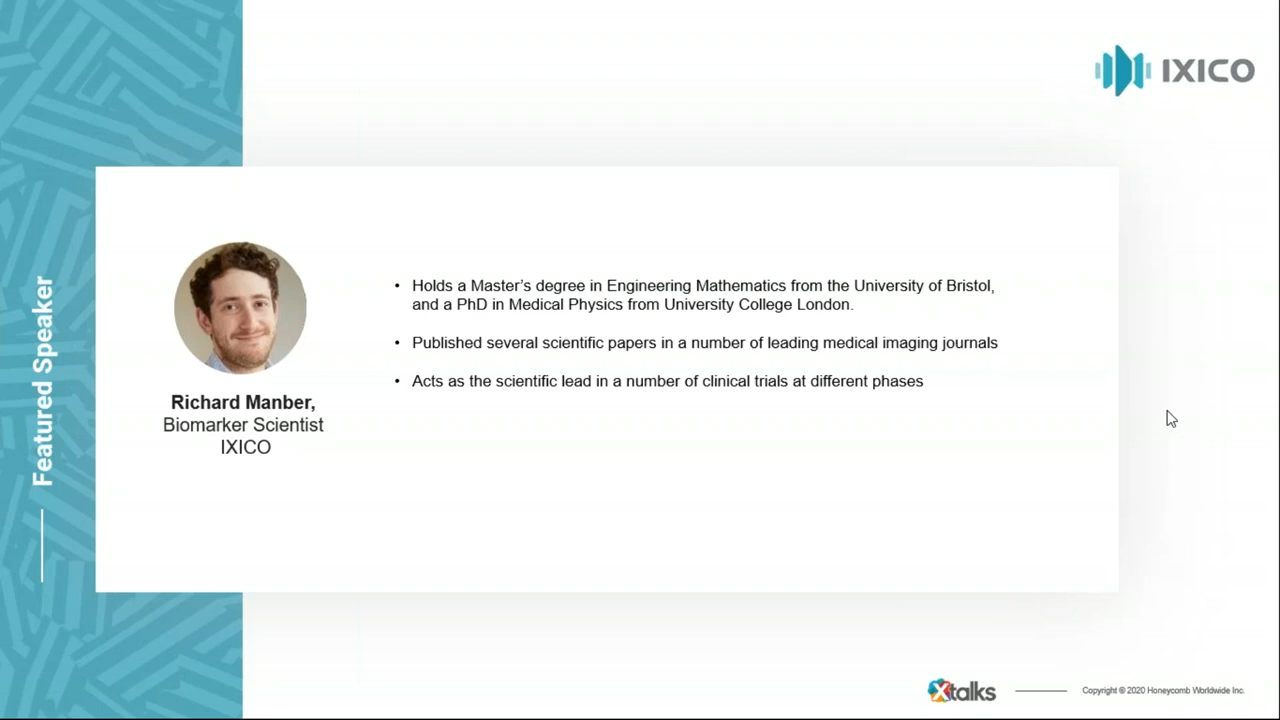 IXICO
Featured Speaker
• Holds a Master’s degree in Engineering Mathematics from the University of Bristol,
and a PhD in Medical Physics from University College London.
• Published several scientific papers in a number of leading medical imaging journals
• Acts as the scientific lead in a number of clinical trials at different phases
Richard Manber,
Biomarker Scientist
IXICO
Xtalks
Copyright © 2020 Honeycomb Worldwide Inc.